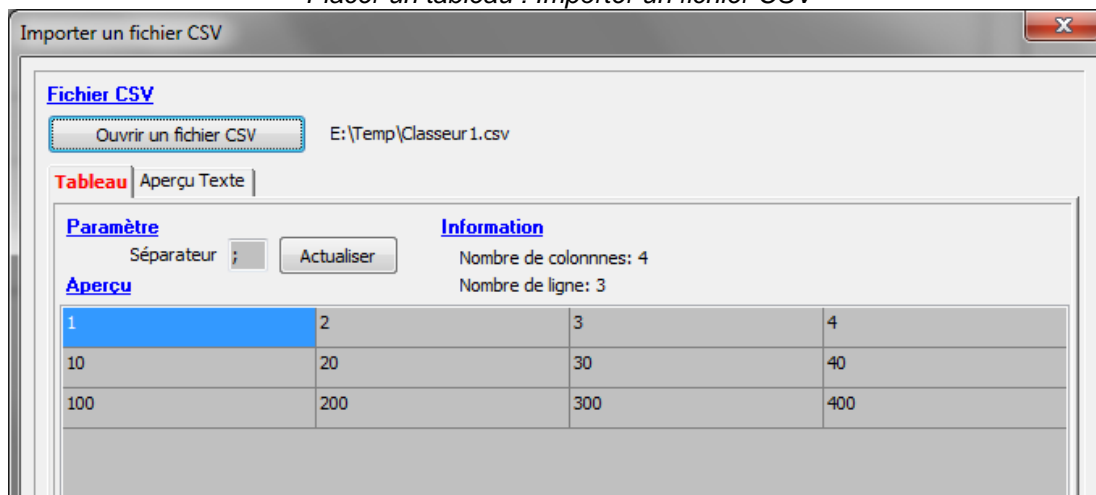 Placer un tableau : Importer un fichier CSV
Importer un fichier CSV
Fichier CSV
Ouvrir un fichier CSV E:\Temp\Classeur1.csv
Tableau Aperçu Texte
Paramètre Information
Séparateur ; Actualiser Nombre de colonnnes: 4
Aperçu Nombre de ligne: 3
1 2 3 4
10 20 30 40
100 200 300 400